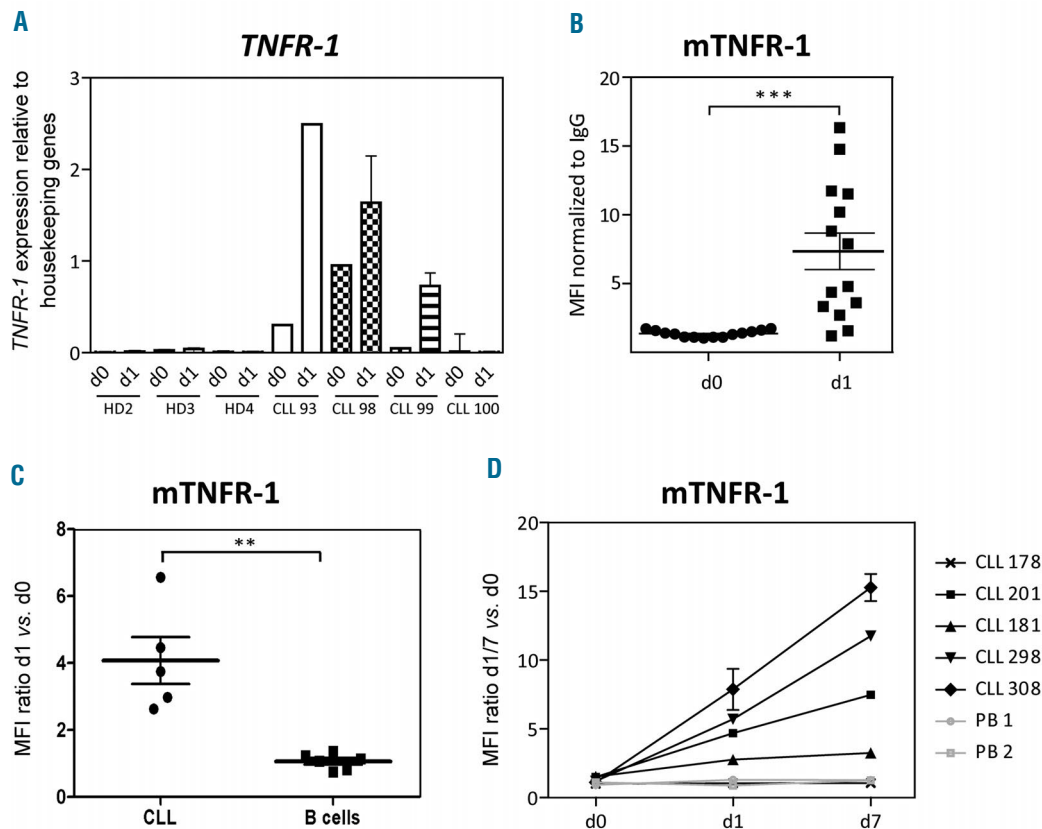 A
TNFR-1
TNFR-1 expression relative to
housekeeping genes
3
2
1
0
d0 d1 d0 d1 d0 d1 d0 d1 d0 d1 d0 d1 d0 d1
HD2 HD3 HD4 CLL 93 CLL 98 CLL 99 CLL 100
B
mTNFR-1
MFI normalized to IgG
20
15
10
5
***
d0 d1
C
mTNFR-1
MFI ratio d1 vs. d0
8
6
4
2
0
**
CLL B cells
D
mTNFR-1
MFI ratio d1/7 vs. d0
20
15
10
5
0
d0 d1 d7
CLL 178
CLL 201
CLL 181
CLL 298
CLL 308
PB 1
PB 2